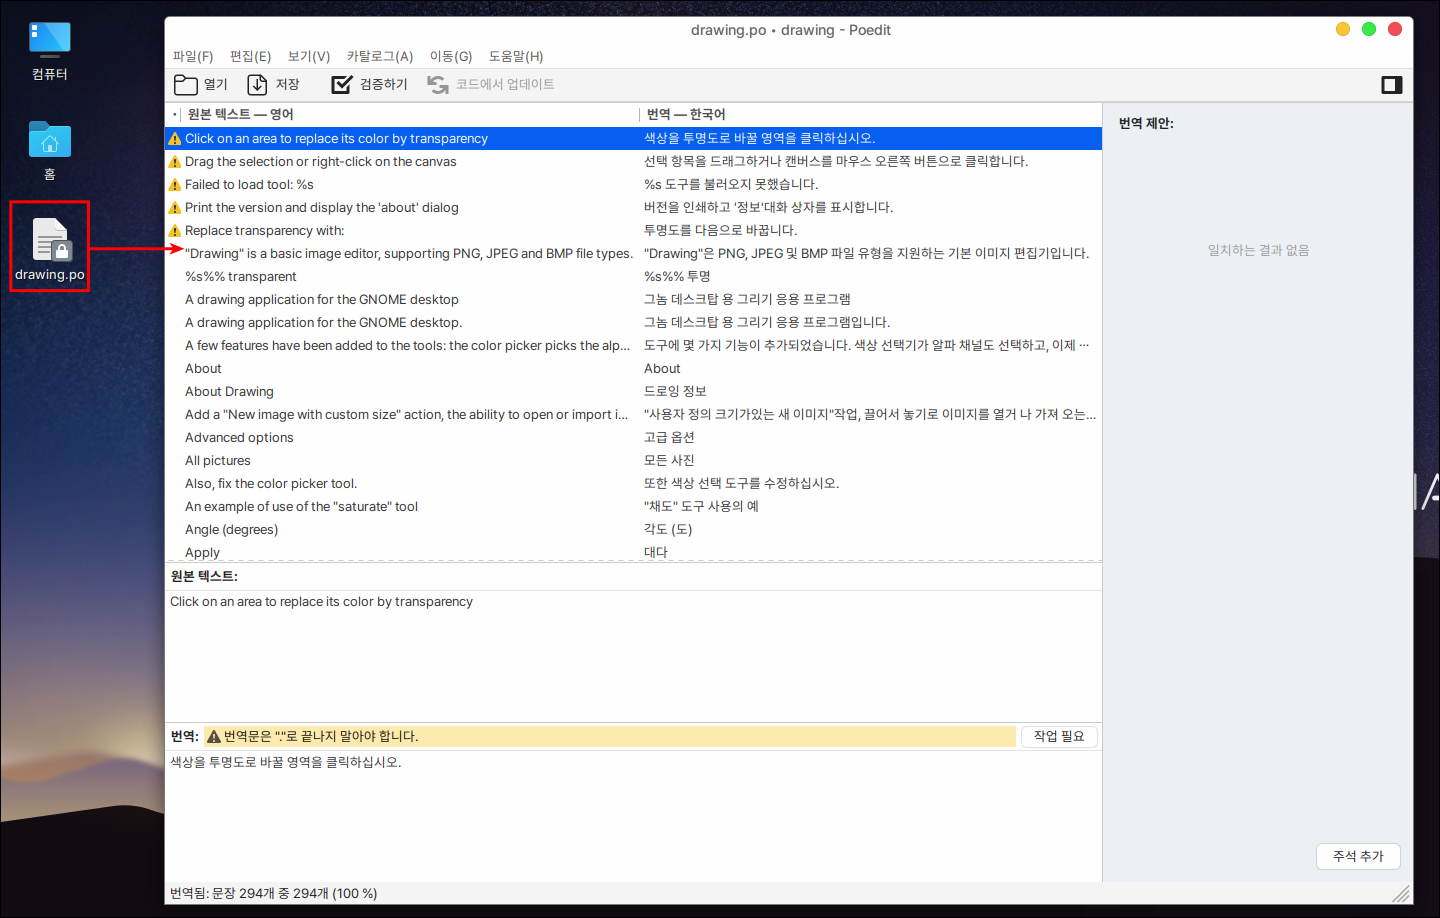 컴퓨터
홈
drawing.po
drawing.po • drawing - Poedit
파일(F) 편집(E) 보기(V) 카탈로그(A) 이동(G) 도움말(H)
열기 저장 검증하기 코드에서 업데이트
원본 텍스트 — 영어 번역 — 한국어
Click on an area to replace its color by transparency 색상을 투명도로 바꿀 영역을 클릭하십시오.
Drag the selection or right-click on the canvas 선택 항목을 드래그하거나 캔버스를 마우스 오른쪽 버튼으로 클릭합니다.
Failed to load tool: %s %s 도구를 불러오지 못했습니다.
Print the version and display the 'about' dialog 버전을 인쇄하고 '정보'대화 상자를 표시합니다.
Replace transparency with: 투명도를 다음으로 바꿉니다.
"Drawing" is a basic image editor, supporting PNG, JPEG and BMP file types. "Drawing"은 PNG, JPEG 및 BMP 파일 유형을 지원하는 기본 이미지 편집기입니다.
%s%% transparent %s%% 투명
A drawing application for the GNOME desktop 그놈 데스크탑 용 그리기 응용 프로그램
A drawing application for the GNOME desktop. 그놈 데스크탑 용 그리기 응용 프로그램입니다.
A few features have been added to the tools: the color picker picks the alp... 도구에 몇 가지 기능이 추가되었습니다. 색상 선택기가 알파 채널도 선택하고, 이제 ...
About About
About Drawing 드로잉 정보
Add a "New image with custom size" action, the ability to open or import i... "사용자 정의 크기가있는 새 이미지"작업, 끌어서 놓기로 이미지를 열거 나 가져 오는...
Advanced options 고급 옵션
All pictures 모든 사진
Also, fix the color picker tool. 또한 색상 선택 도구를 수정하십시오.
An example of use of the "saturate" tool "채도" 도구 사용의 예
Angle (degrees) 각도 (도)
Apply 대다
원본 텍스트:
Click on an area to replace its color by transparency
번역: 번역문은 "."로 끝나지 말아야 합니다. 작업 필요
색상을 투명도로 바꿀 영역을 클릭하십시오.
번역됨: 문장 294개 중 294개 (100 %)
번역 제안:
일치하는 결과 없음
주석 추가